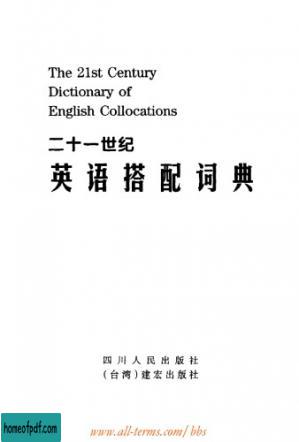 The 21st Century
Dictionary of
English Collocations
二十一世纪
英语搭配词典
四川人民出版社
(台湾)建宏出版社
homeofpdf.com
www.all-terms.com/bbs